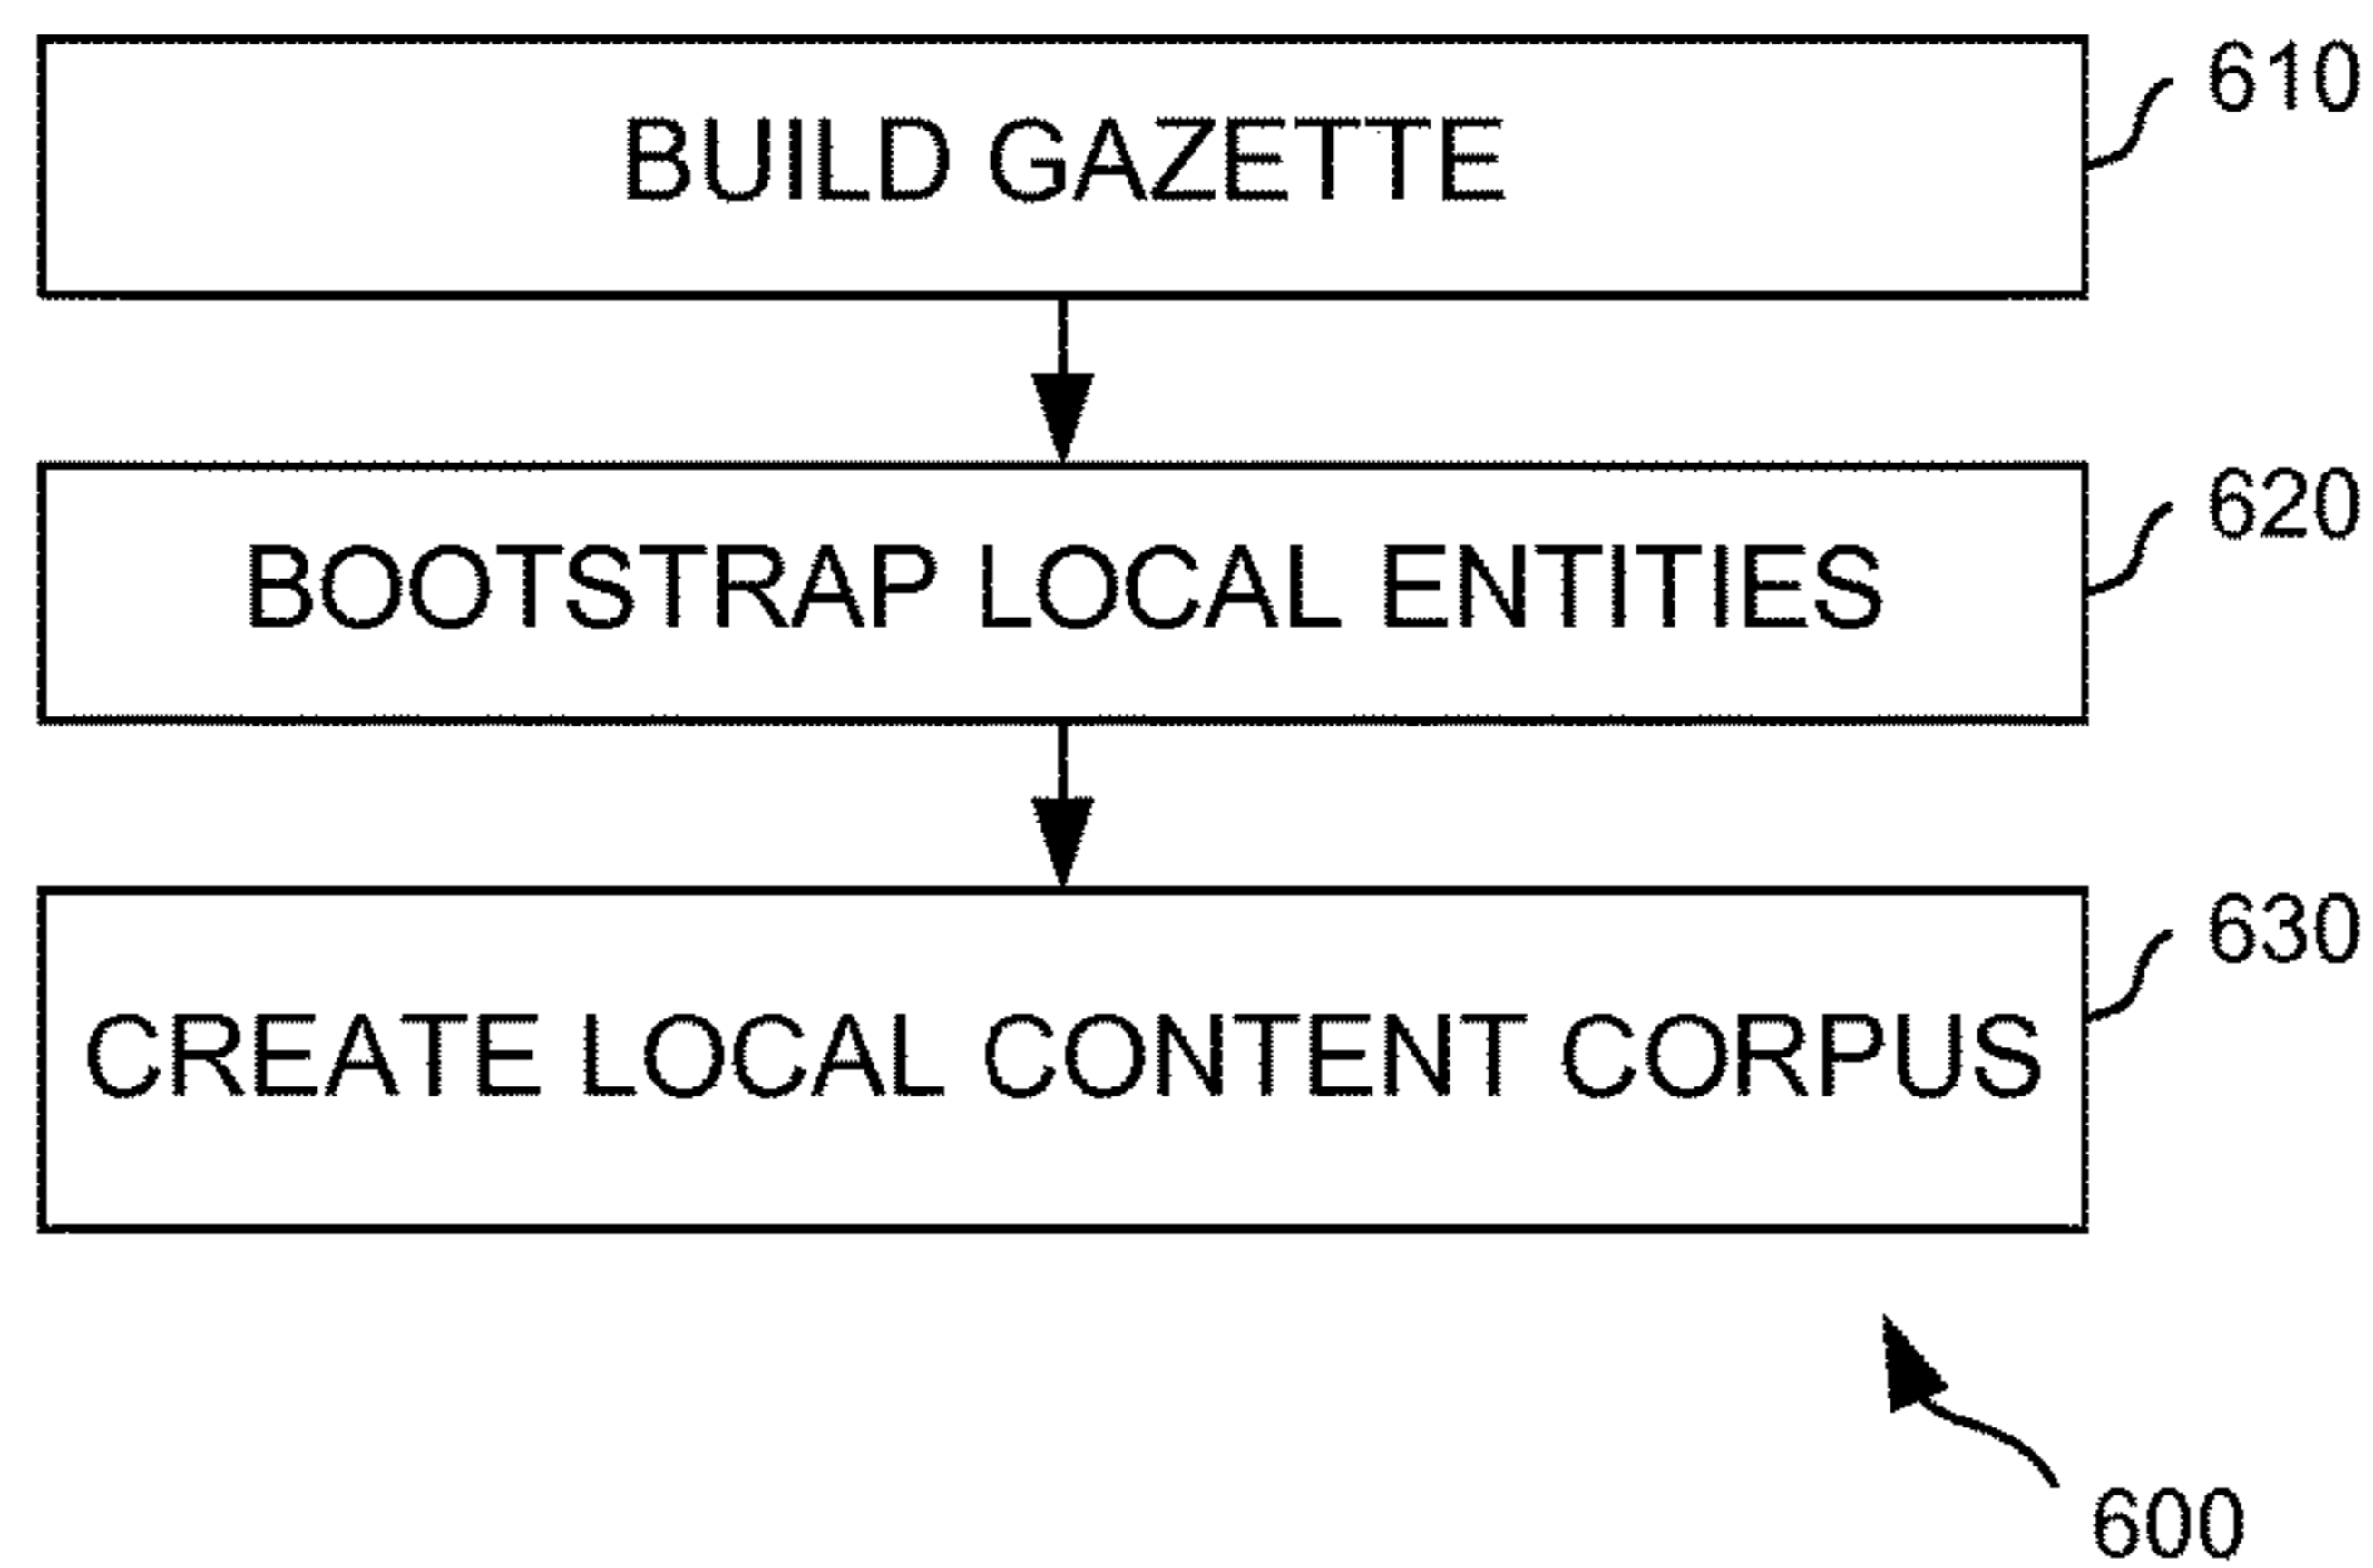 BUILD GAZETTE
610
BOOTSTRAP LOCAL ENTITIES
620
CREATE LOCAL CONTENT CORPUS
630
600